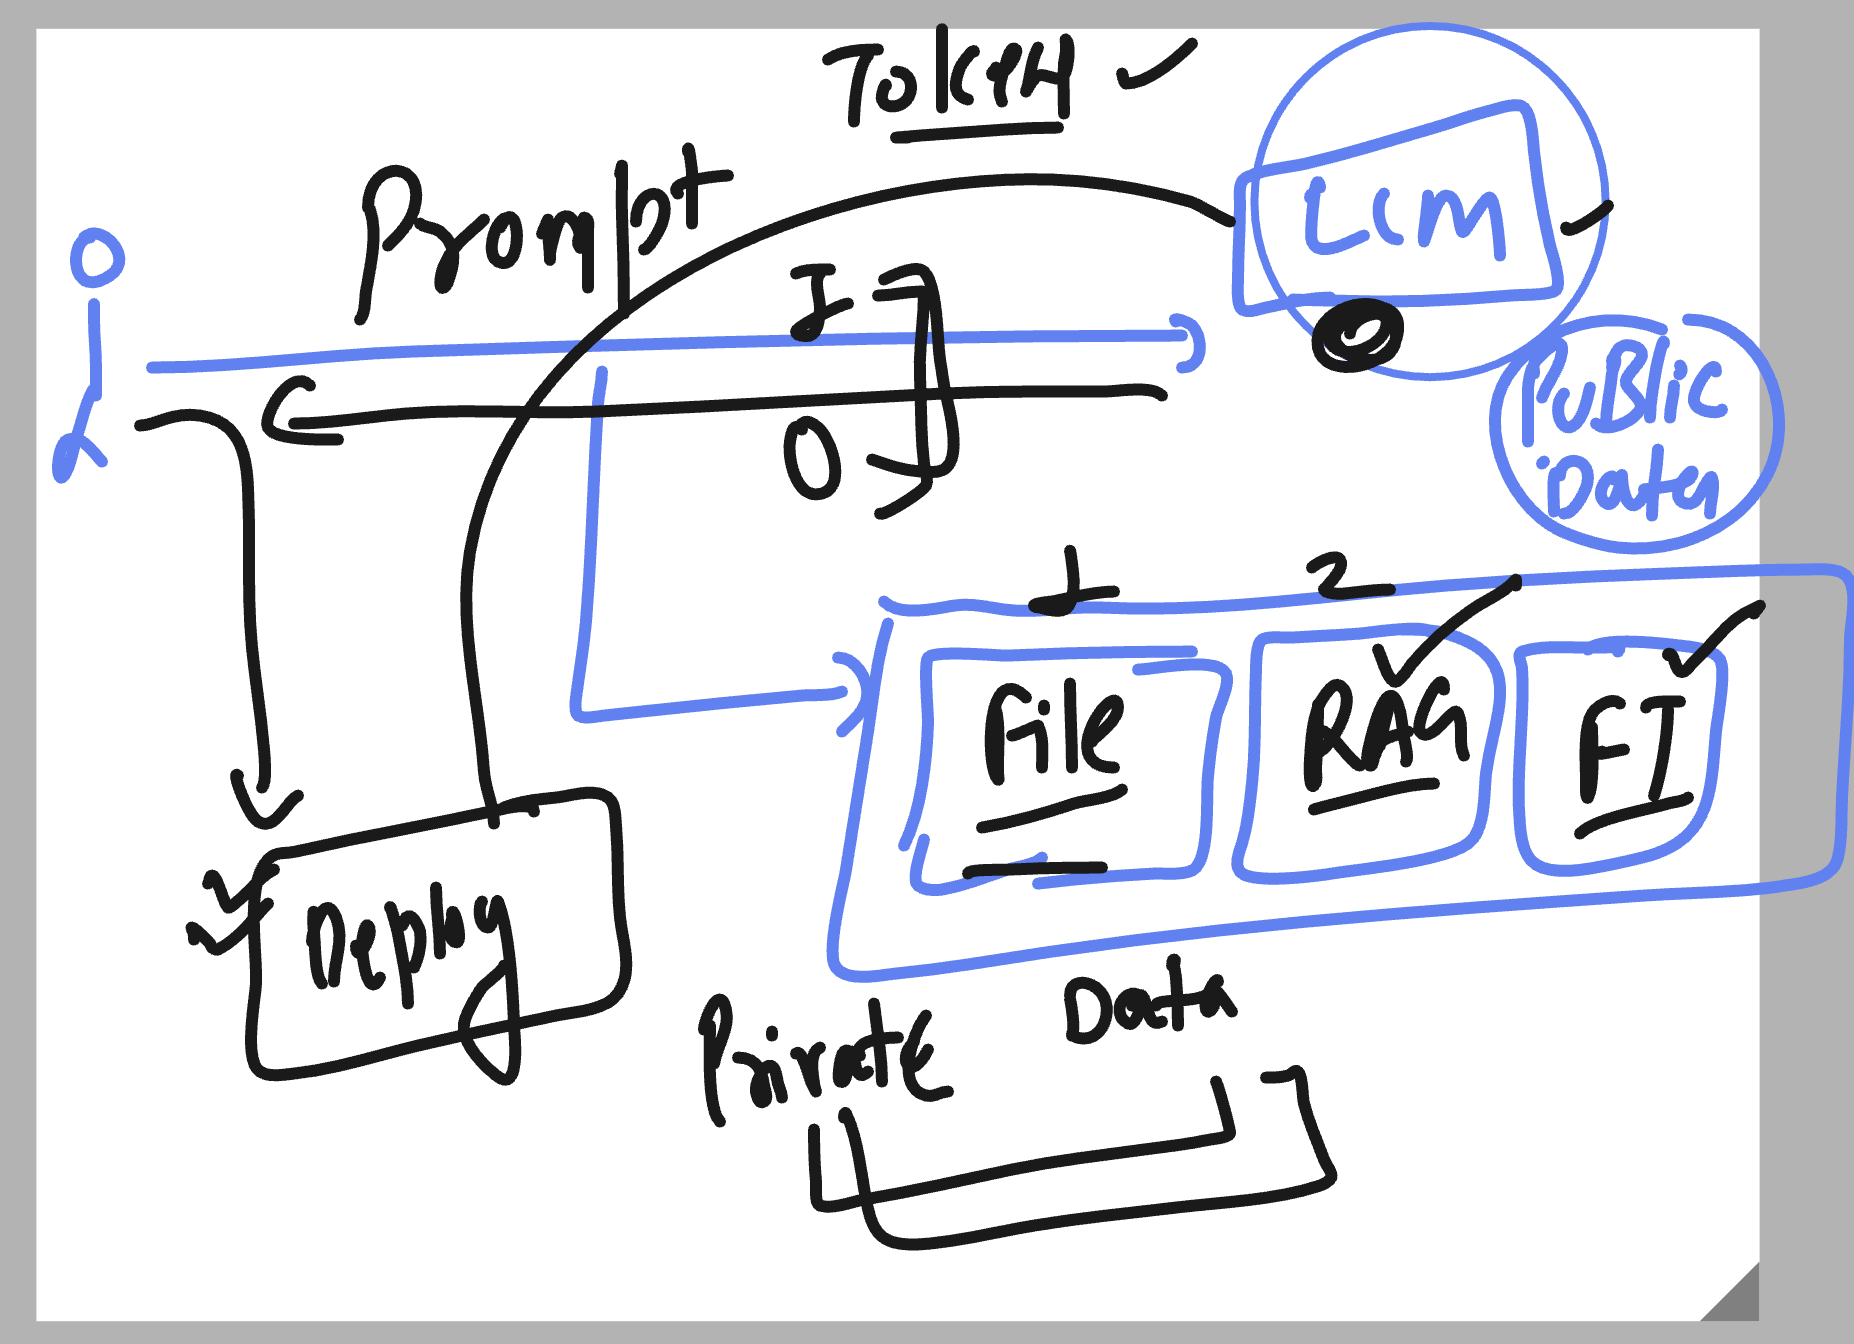 Token
Prompt
LLM
I
O
Public
Data
1
2
File
RAG
FT
Deploy
Private Data